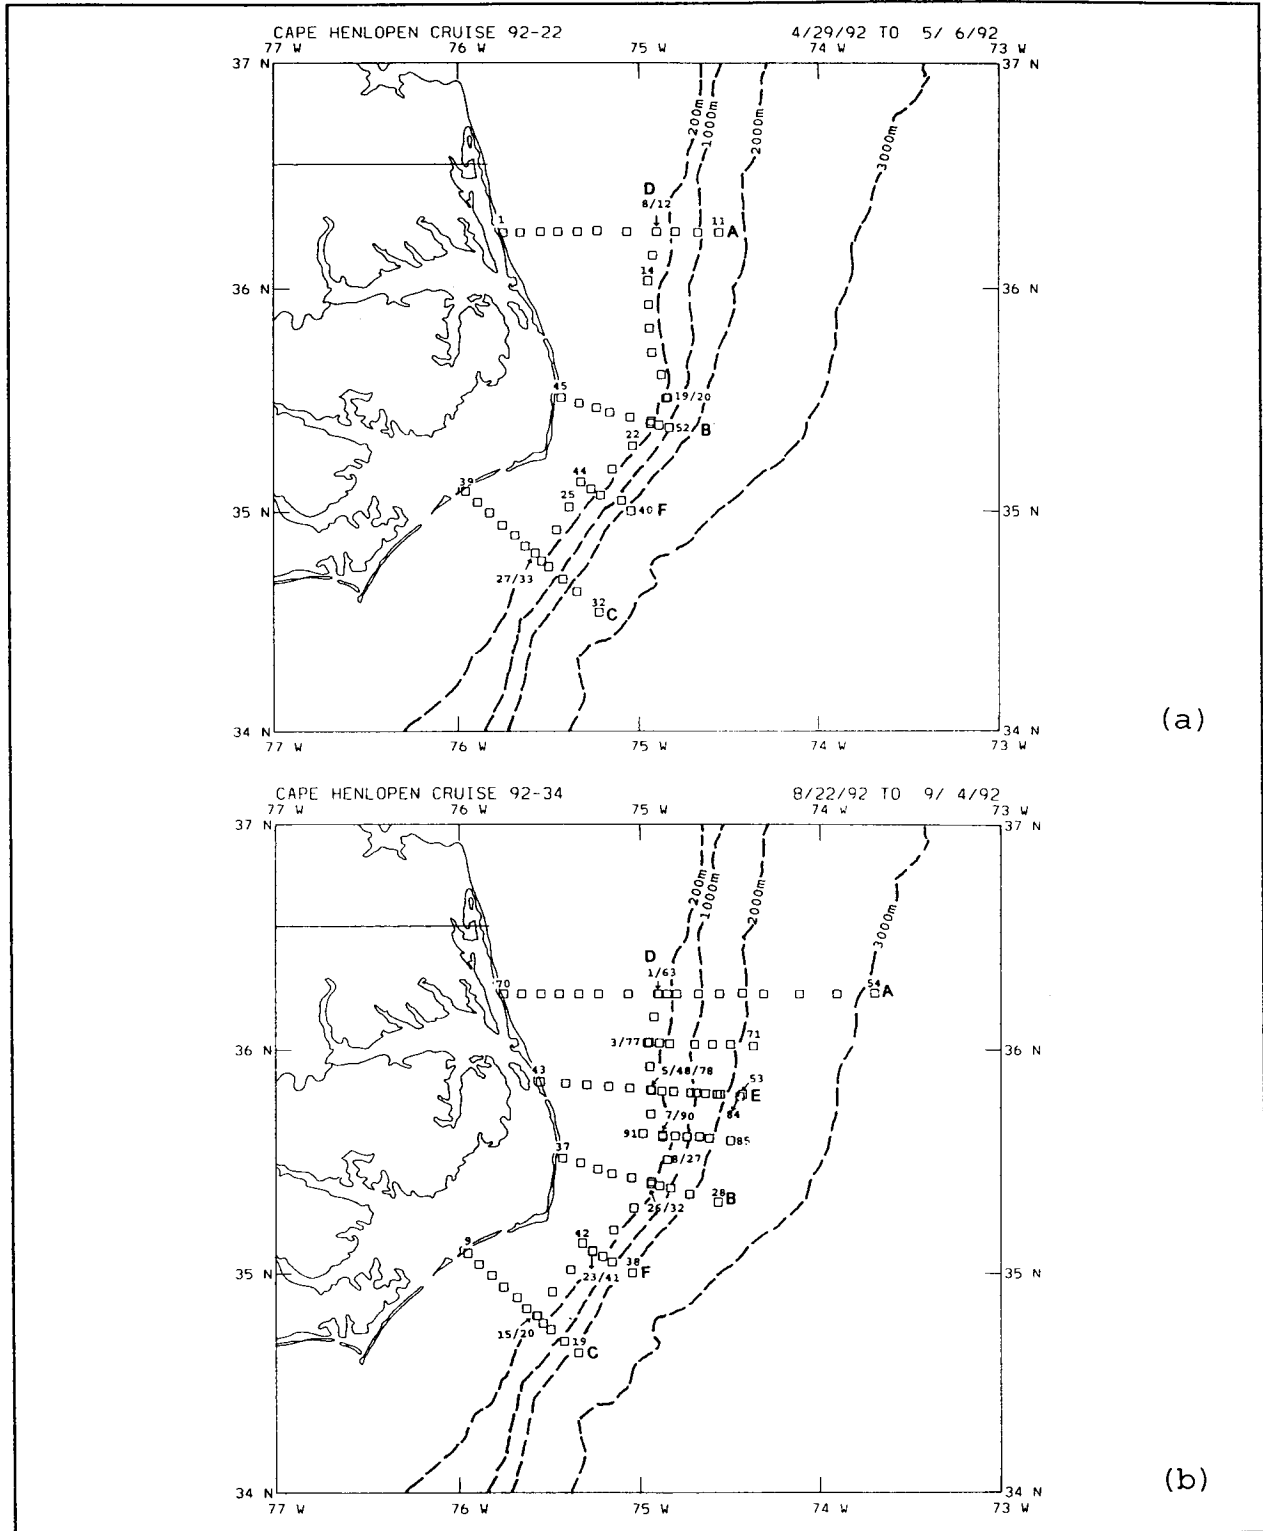 CAPE HENLOPEN CRUISE 92-22 4/29/92 TO 5/ 6/92
77 W 76 W 75 W 74 W 73 W
37 N 37 N
200m 1000m 2000m 3000m
D
8/12
1 11 A
14
36 N 36 N
45 19/20
52 B
22
44
39 25
35 N 40 F 35 N
27/33
32 C
34 N 34 N
77 W 76 W 75 W 74 W 73 W
(a)
CAPE HENLOPEN CRUISE 92-34 8/22/92 TO 9/ 4/92
77 W 76 W 75 W 74 W 73 W
37 N 37 N
200m 1000m 2000m 3000m
D
1/63
70 54 A
3/77 71
36 N 36 N
43 5/48/78 53
E
7/90 84
91 85
37 8/27
28 B
26/32
42
9 38
35 N 23/41 F 35 N
15/20 19
C
34 N 34 N
77 W 76 W 75 W 74 W 73 W
(b)